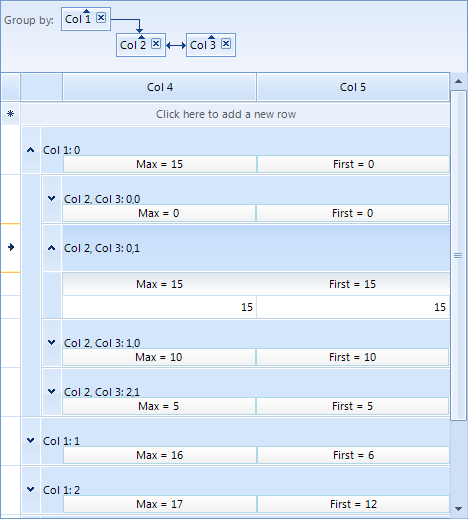 Group by: Col 1
Col 2 Col 3
Col 4 Col 5
Click here to add a new row
Col 1: 0
Max = 15 First = 0
Col 2, Col 3: 0,0
Max = 0 First = 0
Col 2, Col 3: 0,1
Max = 15 First = 15
15 15
Col 2, Col 3: 1,0
Max = 10 First = 10
Col 2, Col 3: 2,1
Max = 5 First = 5
Col 1: 1
Max = 16 First = 6
Col 1: 2
Max = 17 First = 12